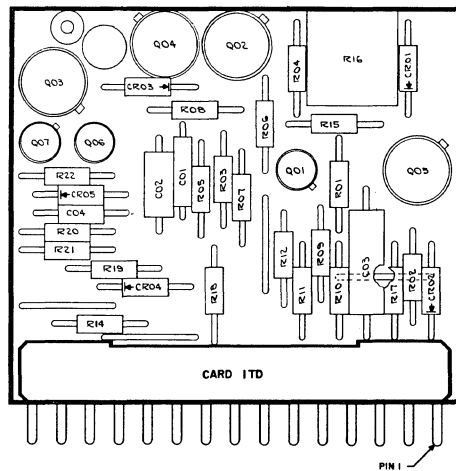 Q04
Q02
R04
R16
CR01
Q03
CR03
R08
R06
R15
Q07
Q06
R22
CR05
C04
R20
R21
C02
C01
R05
R03
R07
Q01
R01
Q05
R19
CR04
R18
R12
R11
R09
R10
C03
R17
R02
CR02
R14
CARD 1TD
PIN 1